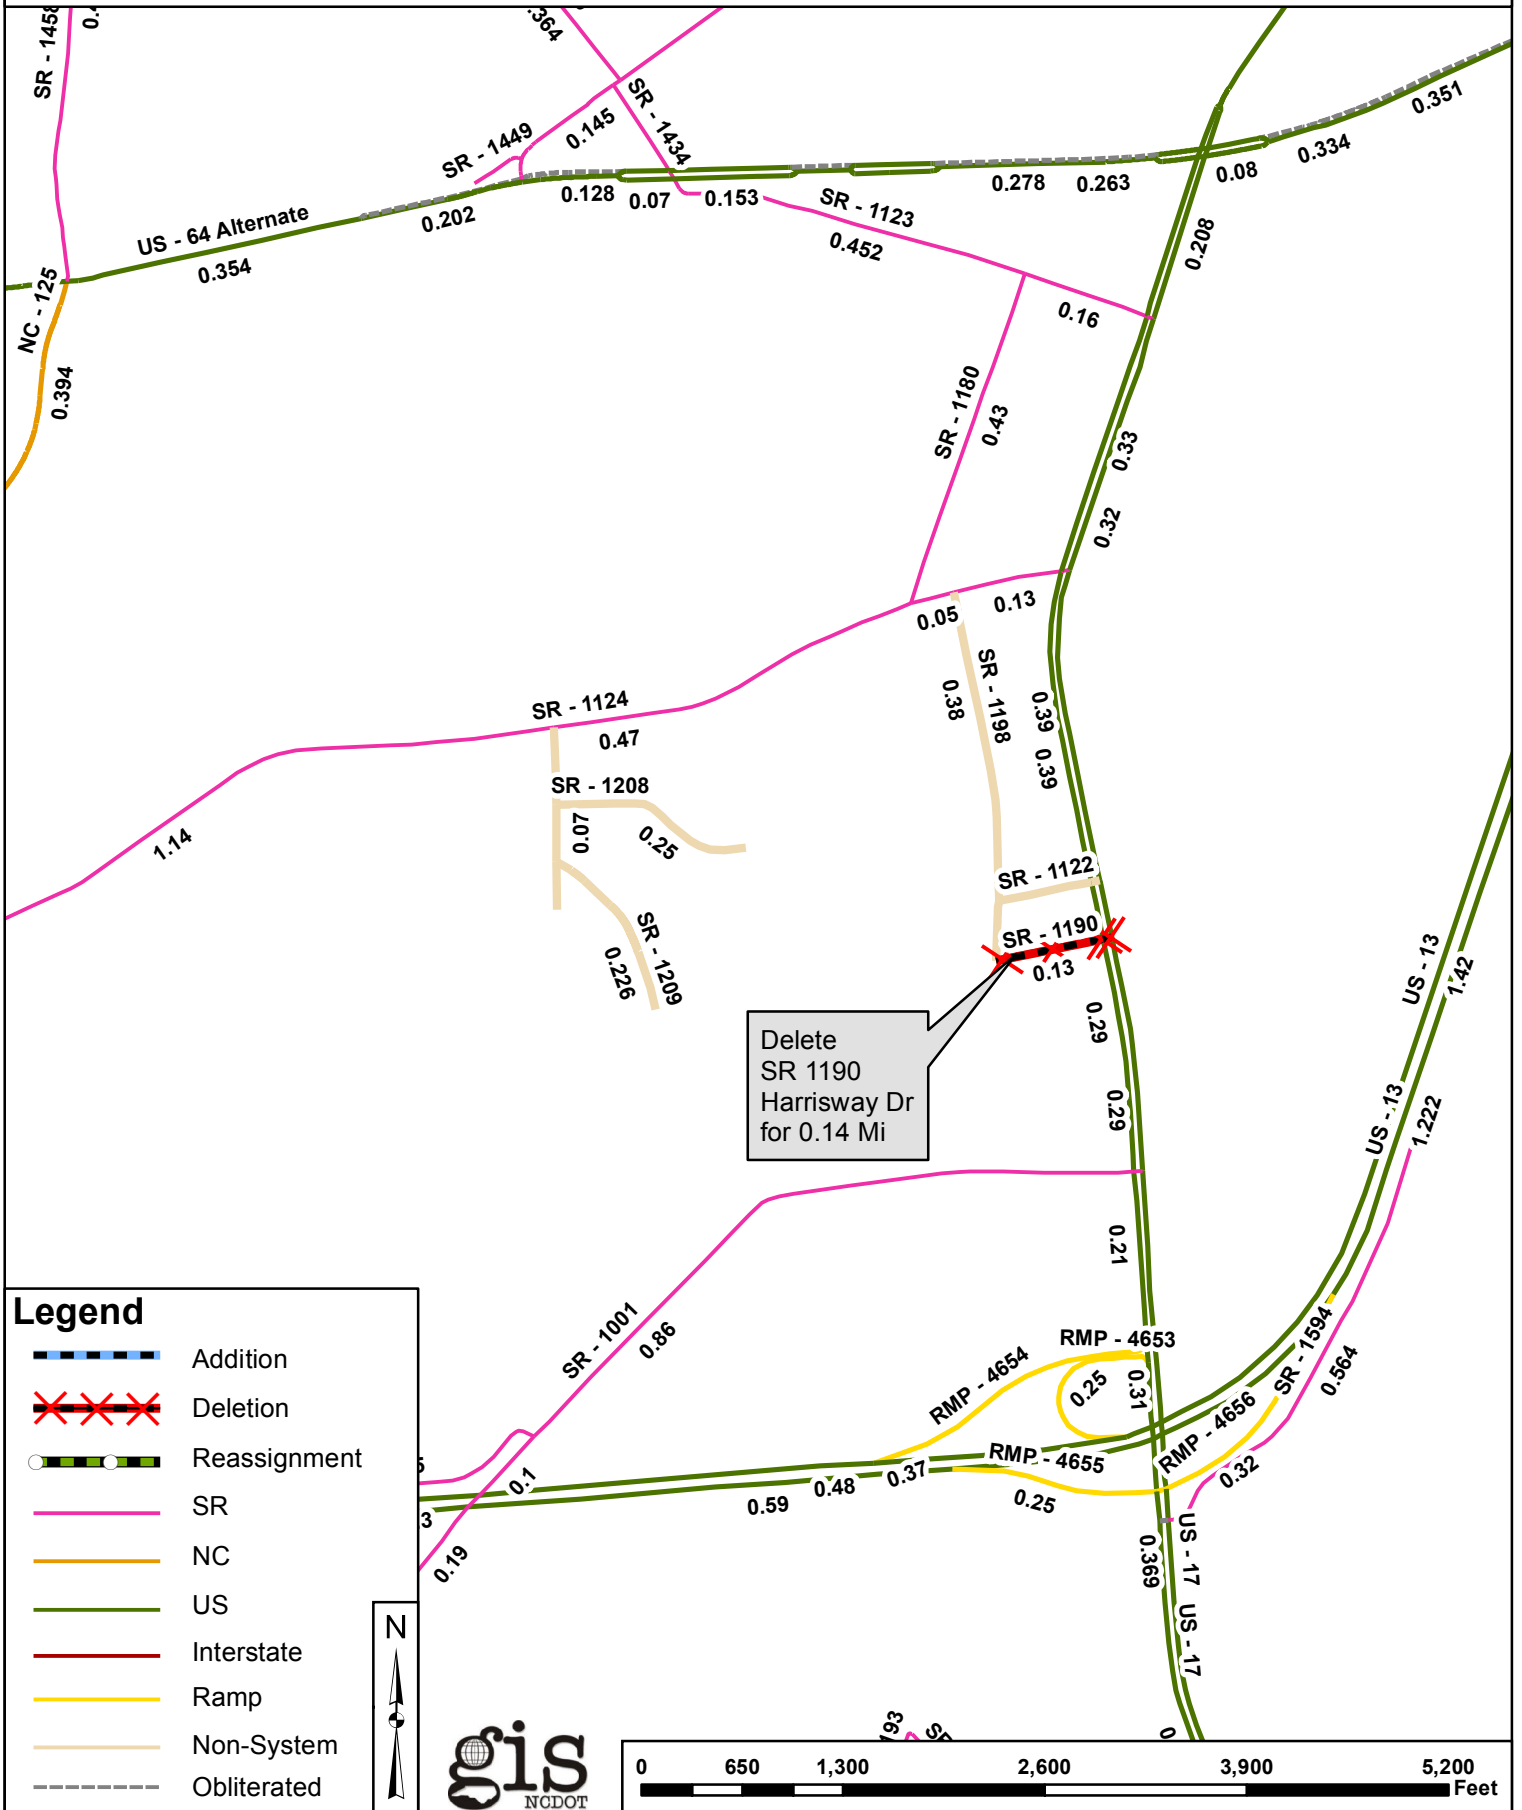 SR - 1458
0.364
SR - 1449
0.145
SR - 1434
US - 64 Alternate
0.354
0.202
0.128
0.07
0.153
SR - 1123
0.452
0.278
0.263
0.08
0.334
0.351
0.208
NC - 125
0.394
0.16
SR - 1180
0.43
0.33
0.32
0.05
0.13
SR - 1198
0.38
0.39
0.39
SR - 1124
0.47
1.14
SR - 1208
0.07
0.25
SR - 1209
0.226
SR - 1122
SR - 1190
0.13
Delete
SR 1190
Harrisway Dr
for 0.14 Mi
0.29
0.29
0.21
US - 13
1.42
US - 13
1.222
SR - 1001
0.86
RMP - 4653
RMP - 4654
0.25
0.31
RMP - 4655
RMP - 4656
SR - 1594
0.564
0.32
0.1
0.19
0.59
0.48
0.37
0.25
0.369
US - 17
US - 17
Legend
Addition
Deletion
Reassignment
SR
NC
US
Interstate
Ramp
Non-System
Obliterated
N
gis
NCDOT
0 650 1,300 2,600 3,900 5,200
Feet